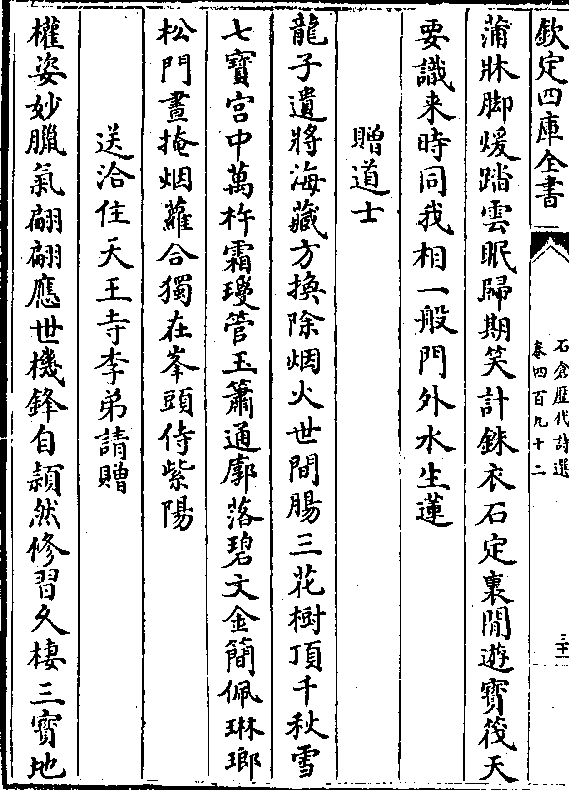 欽定四庫全書
石倉歷代詩選
卷四百九十二
三十二
蒲牀脚煖踏雲眠歸期笑計銖衣石定裏閒遊寳筏天
要識来時同我相一般門外水生蓮
贈道士
龍子遺將海藏方換除烟火世間腸三花樹頂千秋雪
七寳宫中萬杵霜瓊管玉簫通廓落碧文金簡佩琳瑯
松門晝掩烟蘿合獨在峯頭侍紫陽
送洽住天王寺李弟請贈
權姿妙臘氣翩翩應世機鋒自頴然修習久棲三寳地